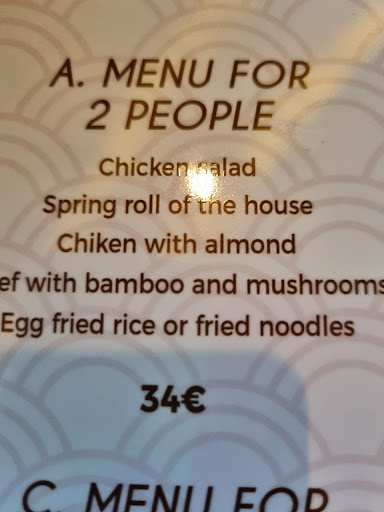 A. MENU FOR
2 PEOPLE
Chicken salad
Spring roll of the house
Chiken with almond
ef with bamboo and mushrooms
Egg fried rice or fried noodles
34€
C. MENU FOR